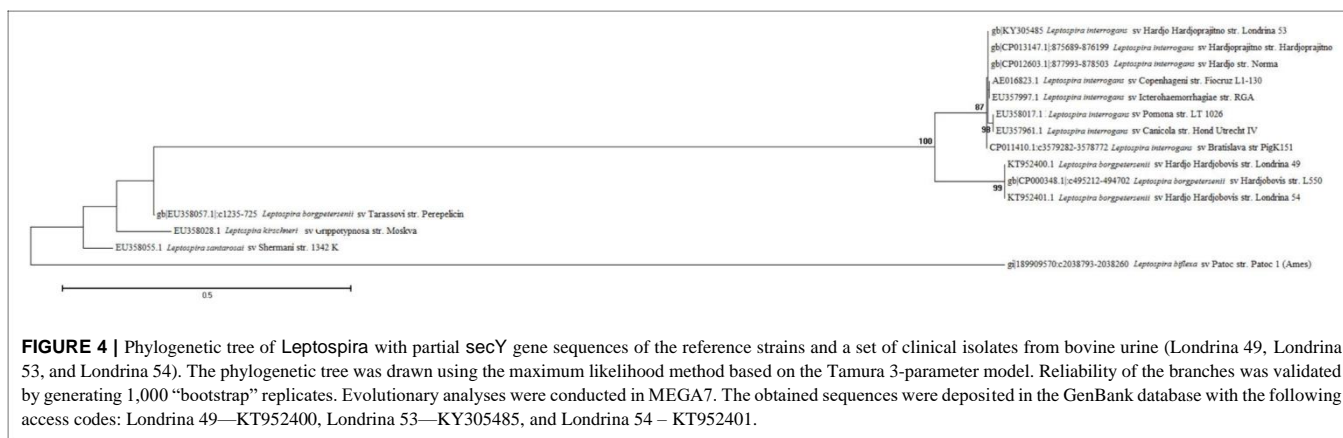 gb|KY305485 Leptospira interrogans sv Hardjo Hardjoprajitno str. Londrina 53
gb|CP013147.1|:875689-876199 Leptospira interrogans sv Hardjoprajitno str. Hardjoprajitno
gb|CP012603.1|:877993-878503 Leptospira interrogans sv Hardjo str. Norma
AE016823.1 Leptospira interrogans sv Copenhageni str. Fiocruz L1-130
87
EU357997.1 Leptospira interrogans sv Icterohaemorrhagiae str. RGA
EU358017.1 Leptospira interrogans sv Pomona str. LT 1026
98
EU357961.1 Leptospira interrogans sv Canicola str. Hond Utrecht IV
100
CP011410.1:c3579282-3578772 Leptospira interrogans sv Bratislava str PigK151
KT952400.1 Leptospira borgpetersenii sv Hardjo Hardjobovis str. Londrina 49
99
gb|CP000348.1|:c495212-494702 Leptospira borgpetersenii sv Hardjobovis str. L550
KT952401.1 Leptospira borgpetersenii sv Hardjo Hardjobovis str. Londrina 54
gb|EU358057.1|:c1235-725 Leptospira borgpetersenii sv Tarassovi str. Perepelicin
EU358028.1 Leptospira kirschneri sv Grippotyphosa str. Moskva
EU358055.1 Leptospira santarosai sv Shermani str. 1342 K
gi|189909570:c2038793-2038260 Leptospira biflexa sv Patoc str. Patoc 1 (Ames)
0.5
FIGURE 4 | Phylogenetic tree of Leptospira with partial secY gene sequences of the reference strains and a set of clinical isolates from bovine urine (Londrina 49, Londrina
53, and Londrina 54). The phylogenetic tree was drawn using the maximum likelihood method based on the Tamura 3-parameter model. Reliability of the branches was validated
by generating 1,000 “bootstrap” replicates. Evolutionary analyses were conducted in MEGA7. The obtained sequences were deposited in the GenBank database with the following
access codes: Londrina 49—KT952400, Londrina 53—KY305485, and Londrina 54 – KT952401.